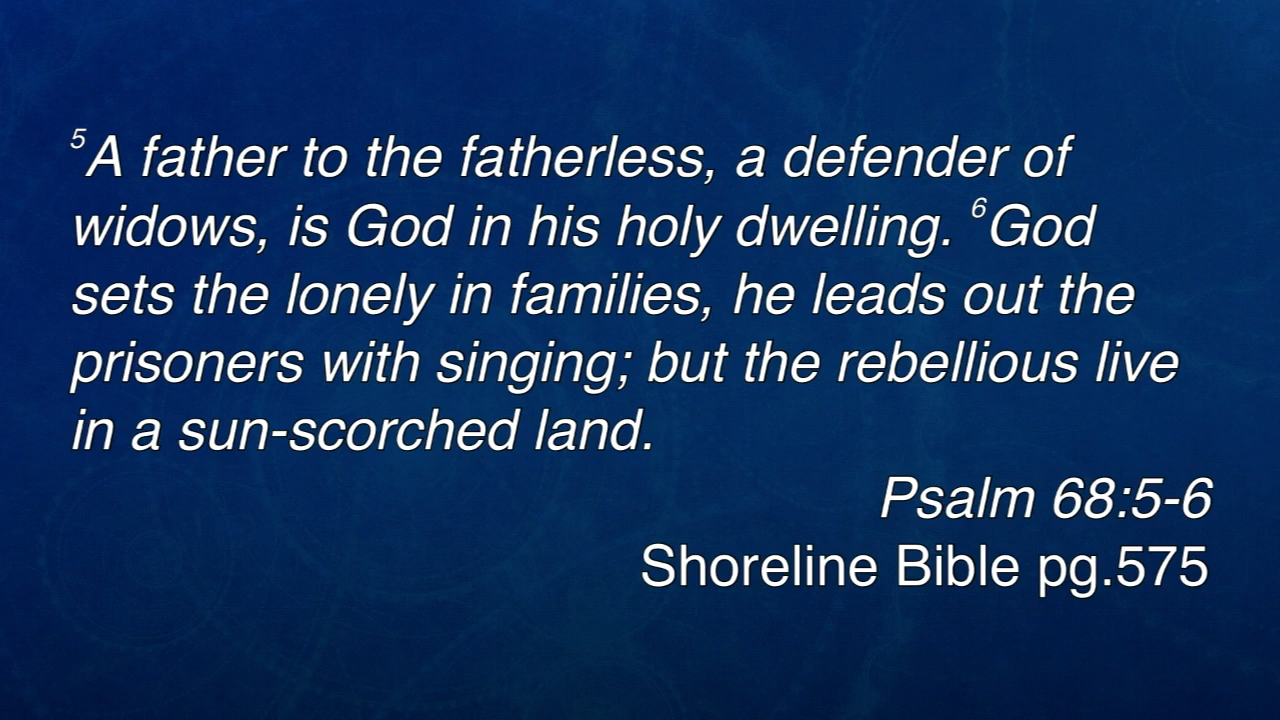 ⁵A father to the fatherless, a defender of
widows, is God in his holy dwelling. ⁶God
sets the lonely in families, he leads out the
prisoners with singing; but the rebellious live
in a sun-scorched land.
Psalm 68:5-6
Shoreline Bible pg.575